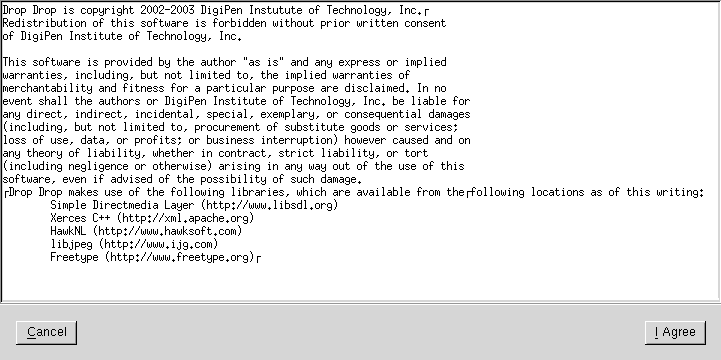 Drop Drop is copyright 2002-2003 DigiPen Instutute of Technology, Inc.┌
Redistribution of this software is forbidden without prior written consent
of DigiPen Institute of Technology, Inc.
This software is provided by the author "as is" and any express or implied
warranties, including, but not limited to, the implied warranties of
merchantability and fitness for a particular purpose are disclaimed. In no
event shall the authors or DigiPen Institute of Technology, Inc. be liable for
any direct, indirect, incidental, special, exemplary, or consequential damages
(including, but not limited to, procurement of substitute goods or services;
loss of use, data, or profits; or business interruption) however caused and on
any theory of liability, whether in contract, strict liability, or tort
(including negligence or otherwise) arising in any way out of the use of this
software, even if advised of the possibility of such damage.
┌Drop Drop makes use of the following libraries, which are available from the┌following locations as of this writing:
Simple Directmedia Layer (http://www.libsdl.org)
Xerces C++ (http://xml.apache.org)
HawkNL (http://www.hawksoft.com)
libjpeg (http://www.ijg.com)
Freetype (http://www.freetype.org)┌
Cancel
I Agree